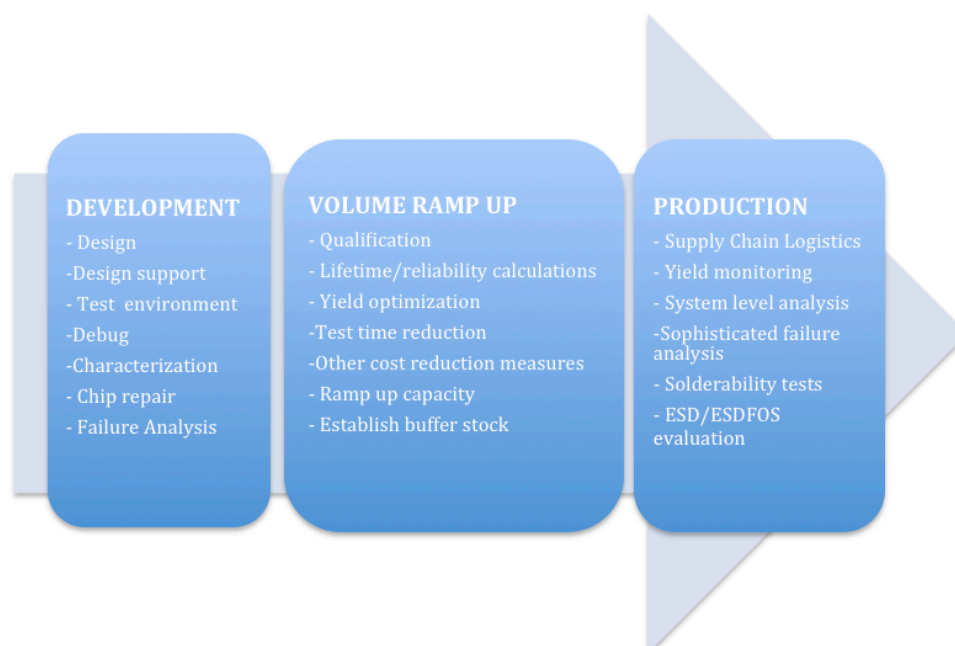 DEVELOPMENT
- Design
-Design support
- Test environment
-Debug
-Characterization
- Chip repair
- Failure Analysis
VOLUME RAMP UP
- Qualification
- Lifetime/reliability calculations
- Yield optimization
-Test time reduction
-Other cost reduction measures
- Ramp up capacity
- Establish buffer stock
PRODUCTION
- Supply Chain Logistics
- Yield monitoring
- System level analysis
-Sophisticated failure
analysis
- Solderability tests
- ESD/ESDFOS
evaluation